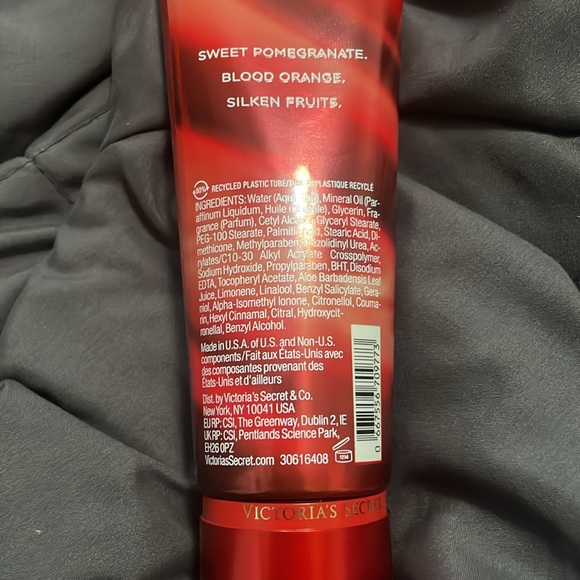 SWEET POMEGRANATE.
BLOOD ORANGE.
SILKEN FRUITS.
80% RECYCLED PLASTIC TUBE/ PLASTIQUE RECYCLÉ
INGREDIENTS: Water (Aqua, ), Mineral Oil (Par-
affinum Liquidum, Huile ), Glycerin, Fra-
grance (Parfum), Cetyl Alcohol, Glyceryl Stearate,
PEG-100 Stearate, Palmitic Acid, Stearic Acid, Di-
methicone, Methylparaben, Imidazolidinyl Urea, Ac-
rylates/C10-30 Alkyl Acrylate Crosspolymer,
Sodium Hydroxide, Propylparaben, BHT, Disodium
EDTA, Tocopheryl Acetate, Aloe Barbadensis Leaf
Juice, Limonene, Linalool, Benzyl Salicylate, Gera-
niol, Alpha-Isomethyl Ionone, Citronellol, Couma-
rin, Hexyl Cinnamal, Citral, Hydroxycit-
ronellal, Benzyl Alcohol.
Made in U.S.A. of U.S. and Non-U.S.
components/Fait aux États-Unis avec
des composantes provenant des
États-Unis et d'ailleurs
Dist. by Victoria's Secret & Co.
New York, NY 10041 USA
EU RP: CSI, The Greenway, Dublin 2, IE
UK RP: CSI, Pentlands Science Park,
EH26 0PZ
VictoriasSecret.com 30616408
12M
0 667556 709773
VICTORIA'S SECRET